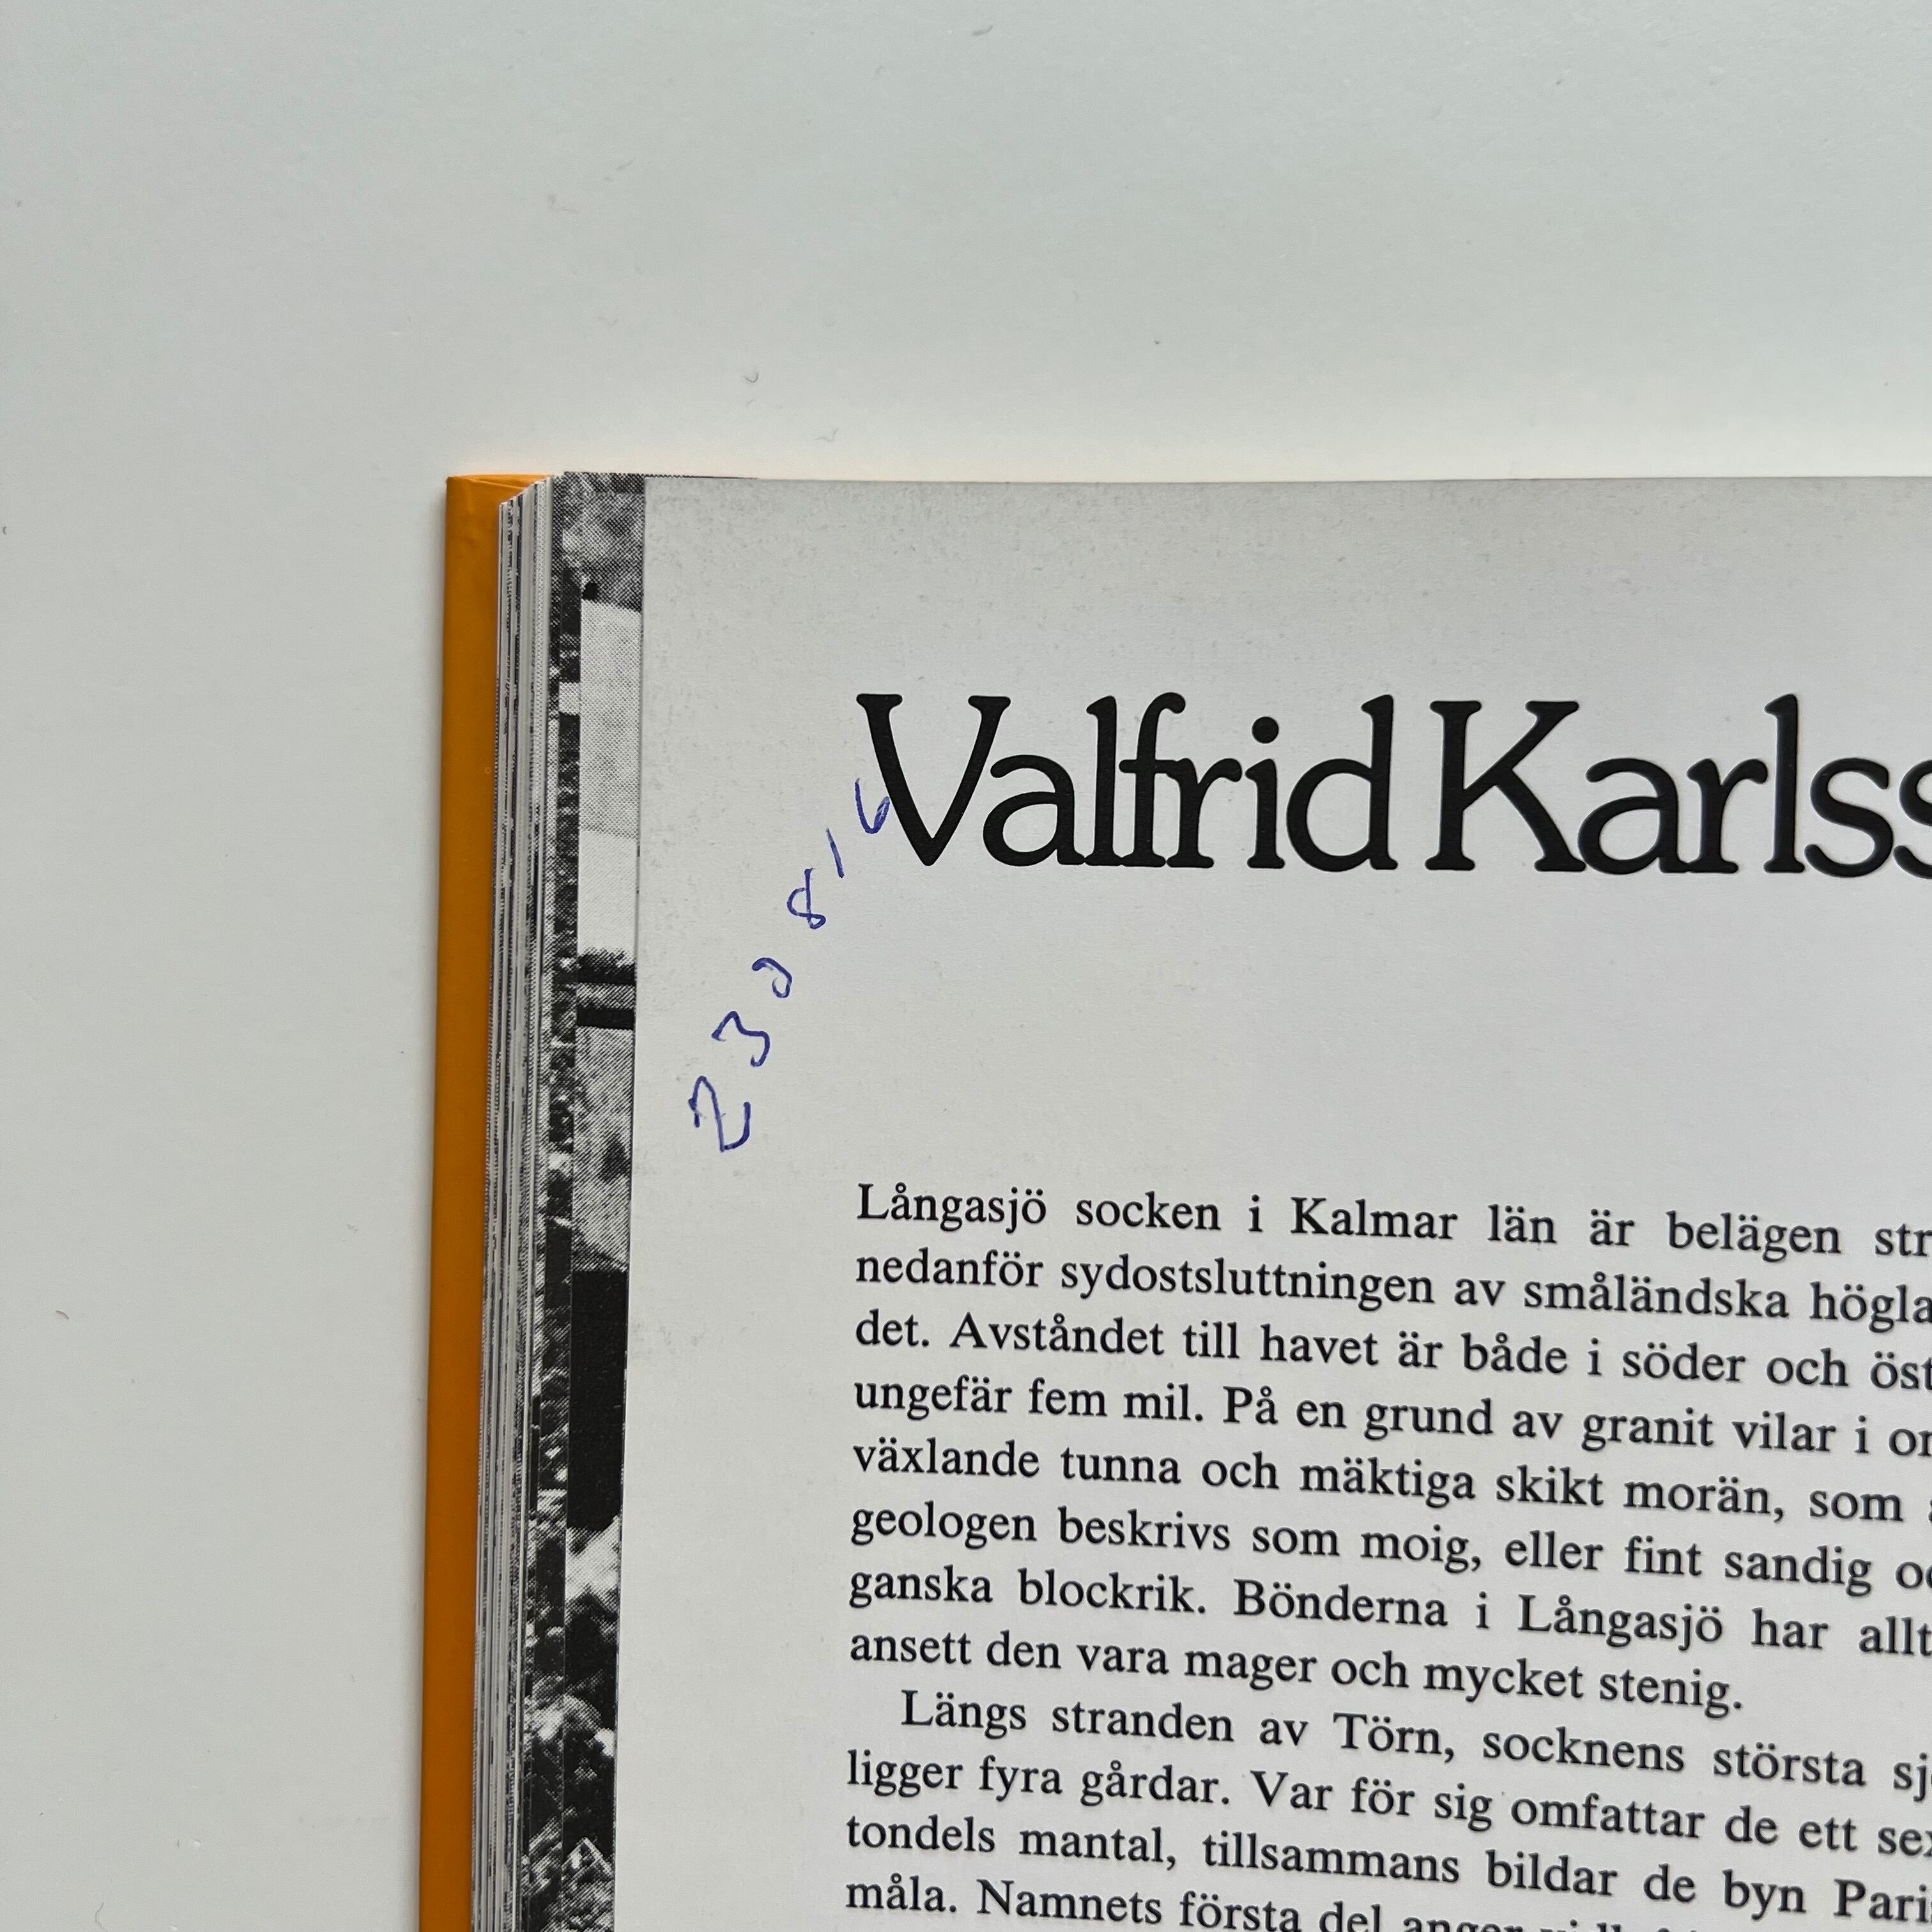 Valfrid Karlss
230816
Långasjö socken i Kalmar län är belägen str
nedanför sydostsluttningen av småländska högla
det. Avståndet till havet är både i söder och öst
ungefär fem mil. På en grund av granit vilar i or
växlande tunna och mäktiga skikt morän, som
geologen beskrivs som moig, eller fint sandig oc
ganska blockrik. Bönderna i Långasjö har allt
ansett den vara mager och mycket stenig.
Längs stranden av Törn, socknens största sj
ligger fyra gårdar. Var för sig omfattar de ett sex
tondels mantal, tillsammans bildar de byn Pari
måla. Namnets första del anger